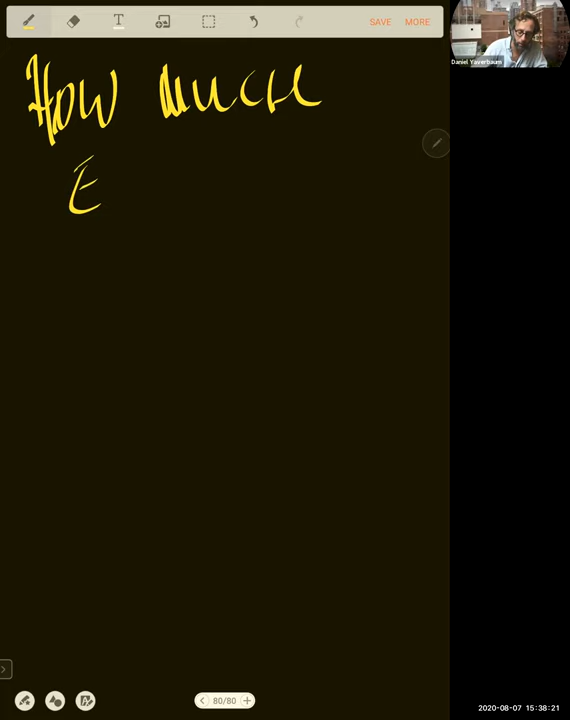 T
SAVE MORE
Daniel Yaverbaum
HOW MUCH
E
80/80
2020-08-07 15:38:21